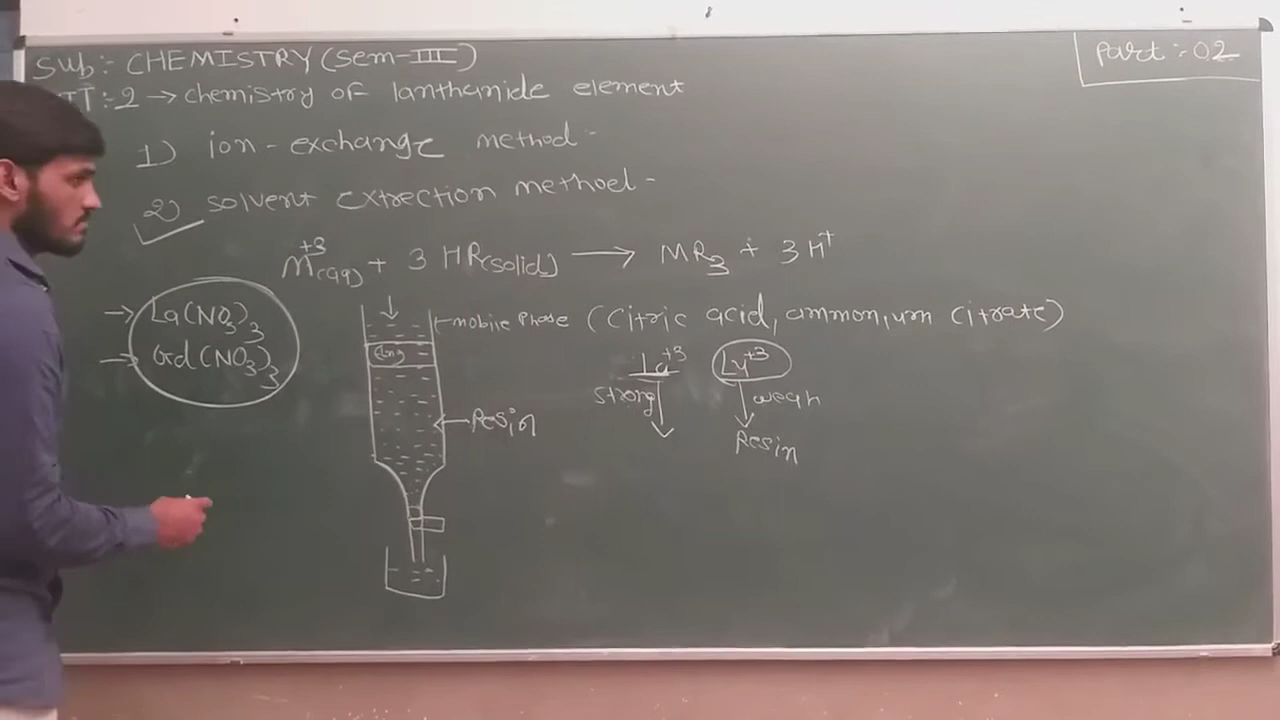 Sub:- CHEMISTRY (Sem-III)
Part :- 02
IT :- 2 → chemistry of lanthanide element
1) ion-exchange method -
2) solvent extrection method -
M+3(aq) + 3 HR(solid) → MR3 + 3 H+
→ La(NO3)3
→ Gd(NO3)3
mobile phase (citric acid, ammonium citrate)
La+3 Lu+3
strong weak
Resin
← Resin